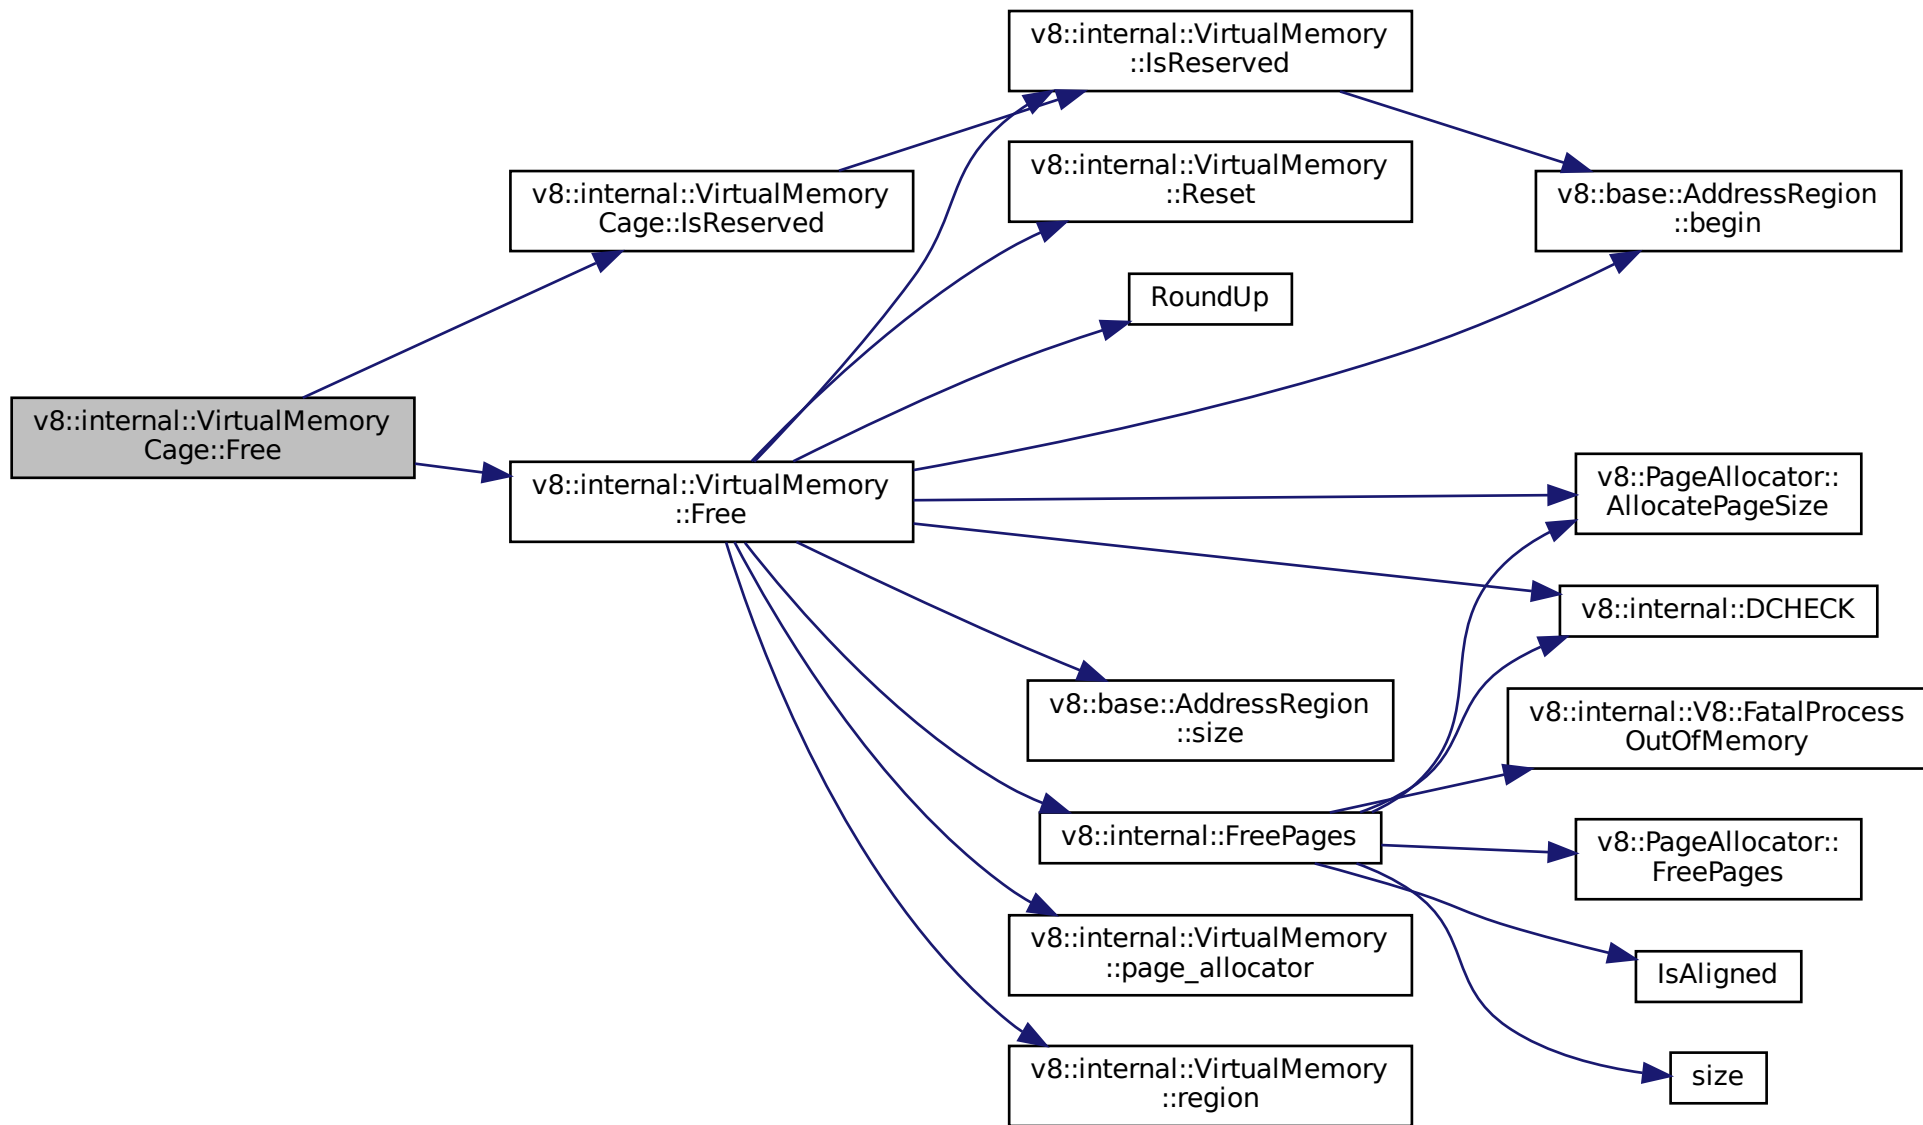 v8::internal::VirtualMemory
Cage::Free
v8::internal::VirtualMemory
Cage::IsReserved
v8::internal::VirtualMemory
::Free
v8::internal::VirtualMemory
::IsReserved
v8::internal::VirtualMemory
::Reset
RoundUp
v8::base::AddressRegion
::size
v8::internal::FreePages
v8::internal::VirtualMemory
::page_allocator
v8::internal::VirtualMemory
::region
v8::base::AddressRegion
::begin
v8::PageAllocator::
AllocatePageSize
v8::internal::DCHECK
v8::internal::V8::FatalProcess
OutOfMemory
v8::PageAllocator::
FreePages
IsAligned
size